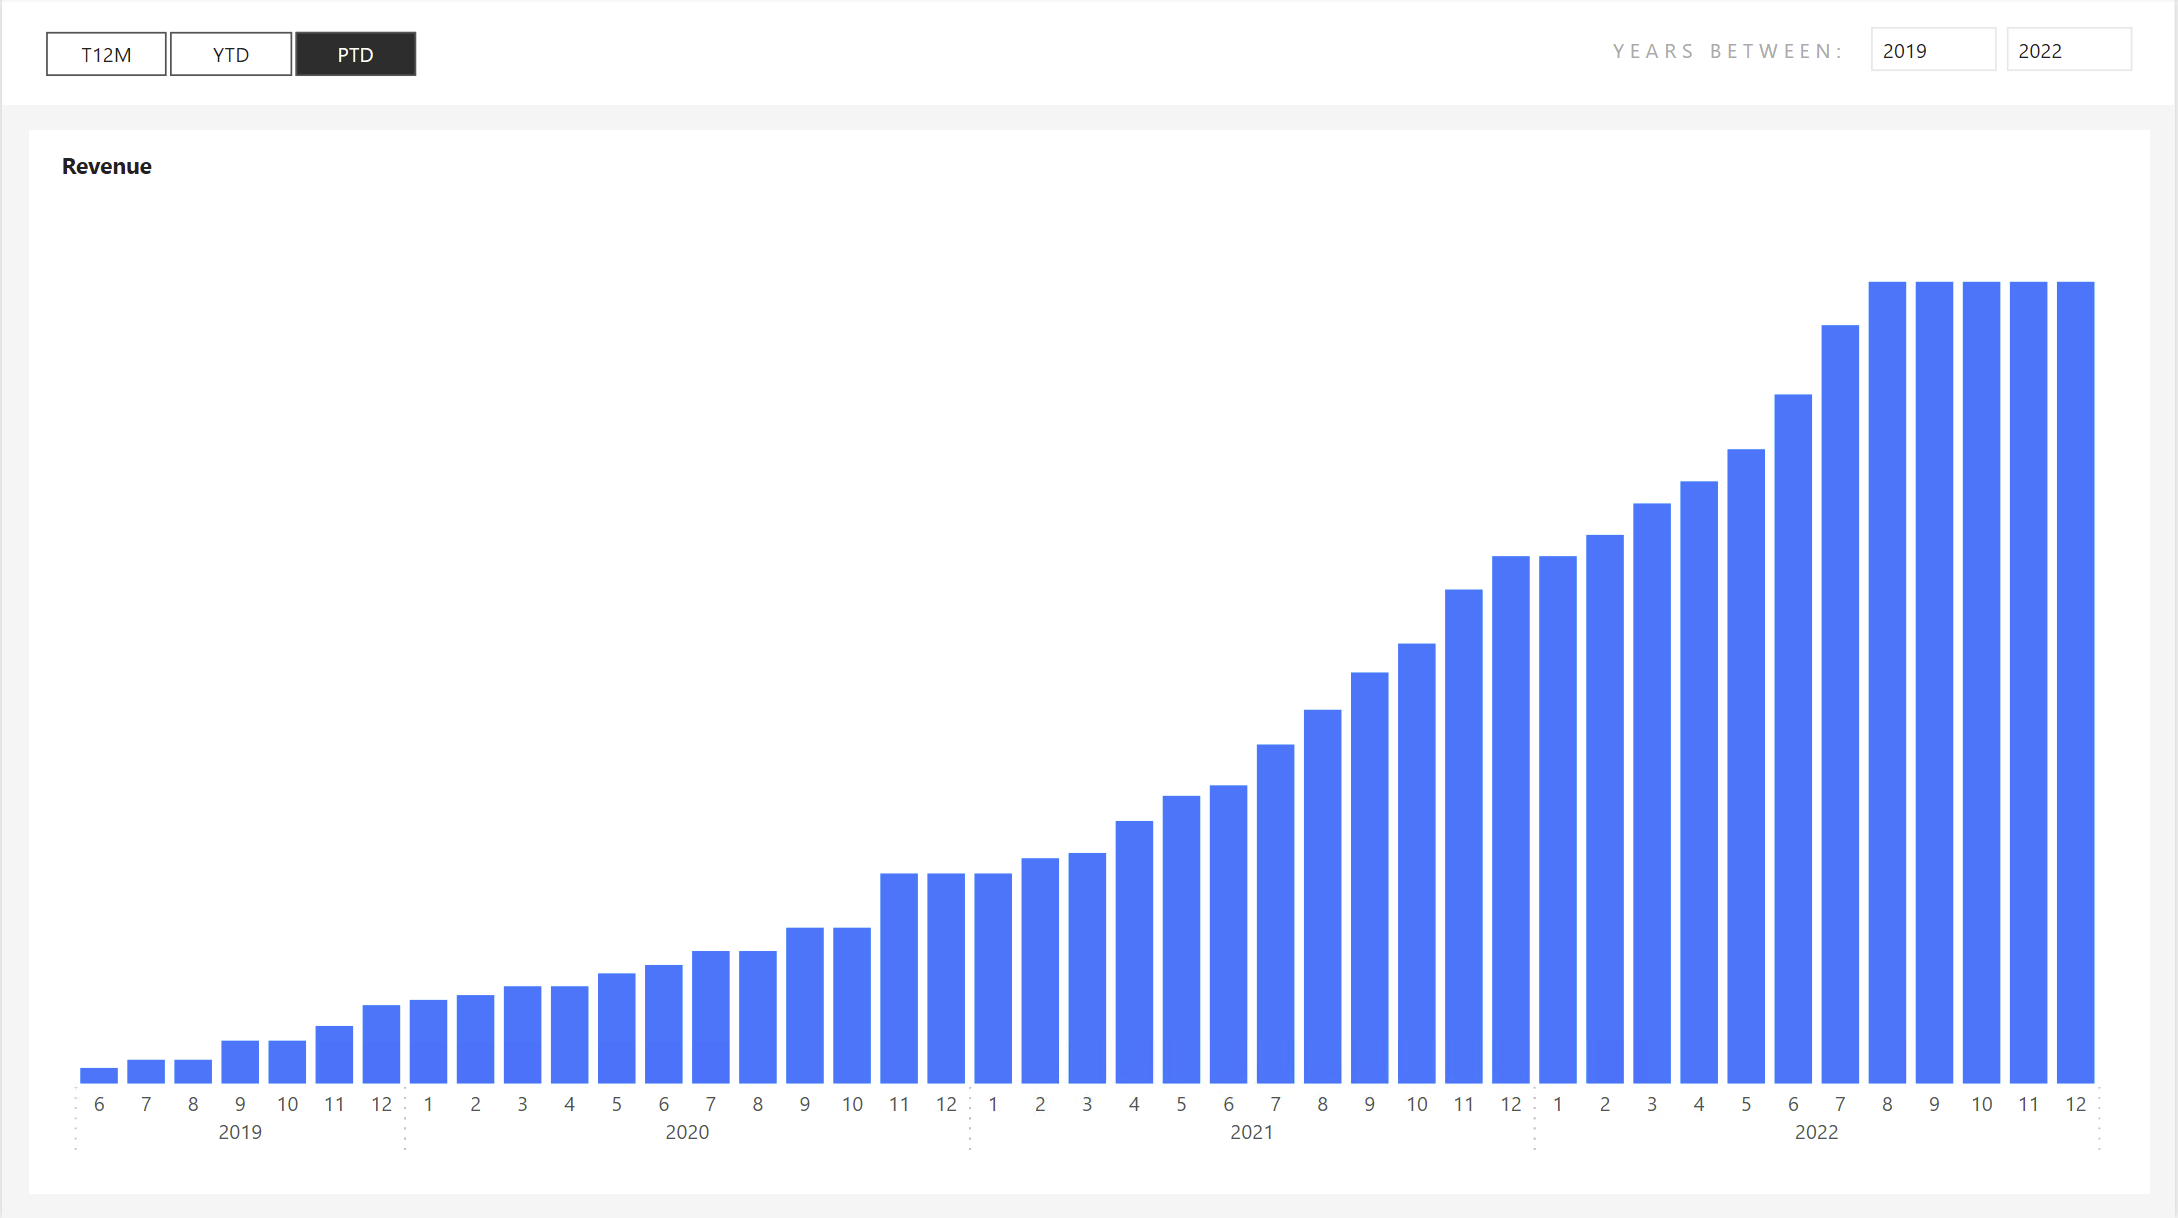 T12M YTD PTD YEARS BETWEEN: 2019 2022
Revenue
6 7 8 9 10 11 12 1 2 3 4 5 6 7 8 9 10 11 12 1 2 3 4 5 6 7 8 9 10 11 12 1 2 3 4 5 6 7 8 9 10 11 12
2019 2020 2021 2022